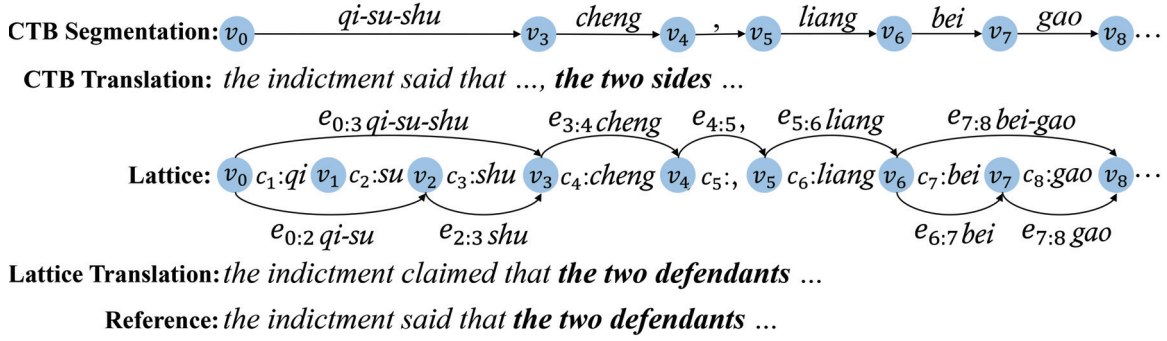 qi-su-shu cheng , liang bei gao
CTB Segmentation: v0 v3 v4 v5 v6 v7 v8 ...
CTB Translation: the indictment said that ..., the two sides ...
e0:3 qi-su-shu e3:4 cheng e4:5 , e5:6 liang e7:8 bei-gao
Lattice: v0 c1:qi v1 c2:su v2 c3:shu v3 c4:cheng v4 c5:, v5 c6:liang v6 c7:bei v7 c8:gao v8 ...
e0:2 qi-su e2:3 shu e6:7 bei e7:8 gao
Lattice Translation: the indictment claimed that the two defendants ...
Reference: the indictment said that the two defendants ...